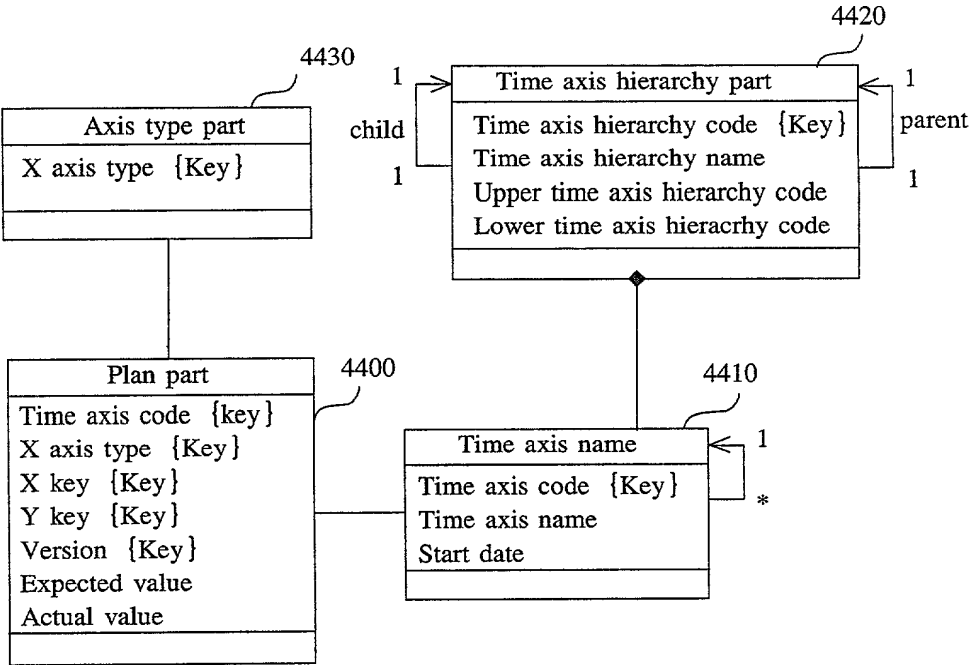 4430
Axis type part
X axis type {Key}
4420
Time axis hierarchy part
Time axis hierarchy code {Key}
Time axis hierarchy name
Upper time axis hierarchy code
Lower time axis hieracrhy code
1
child
1
1
parent
1
4400
Plan part
Time axis code {key}
X axis type {Key}
X key {Key}
Y key {Key}
Version {Key}
Expected value
Actual value
4410
Time axis name
Time axis code {Key}
Time axis name
Start date
1
*